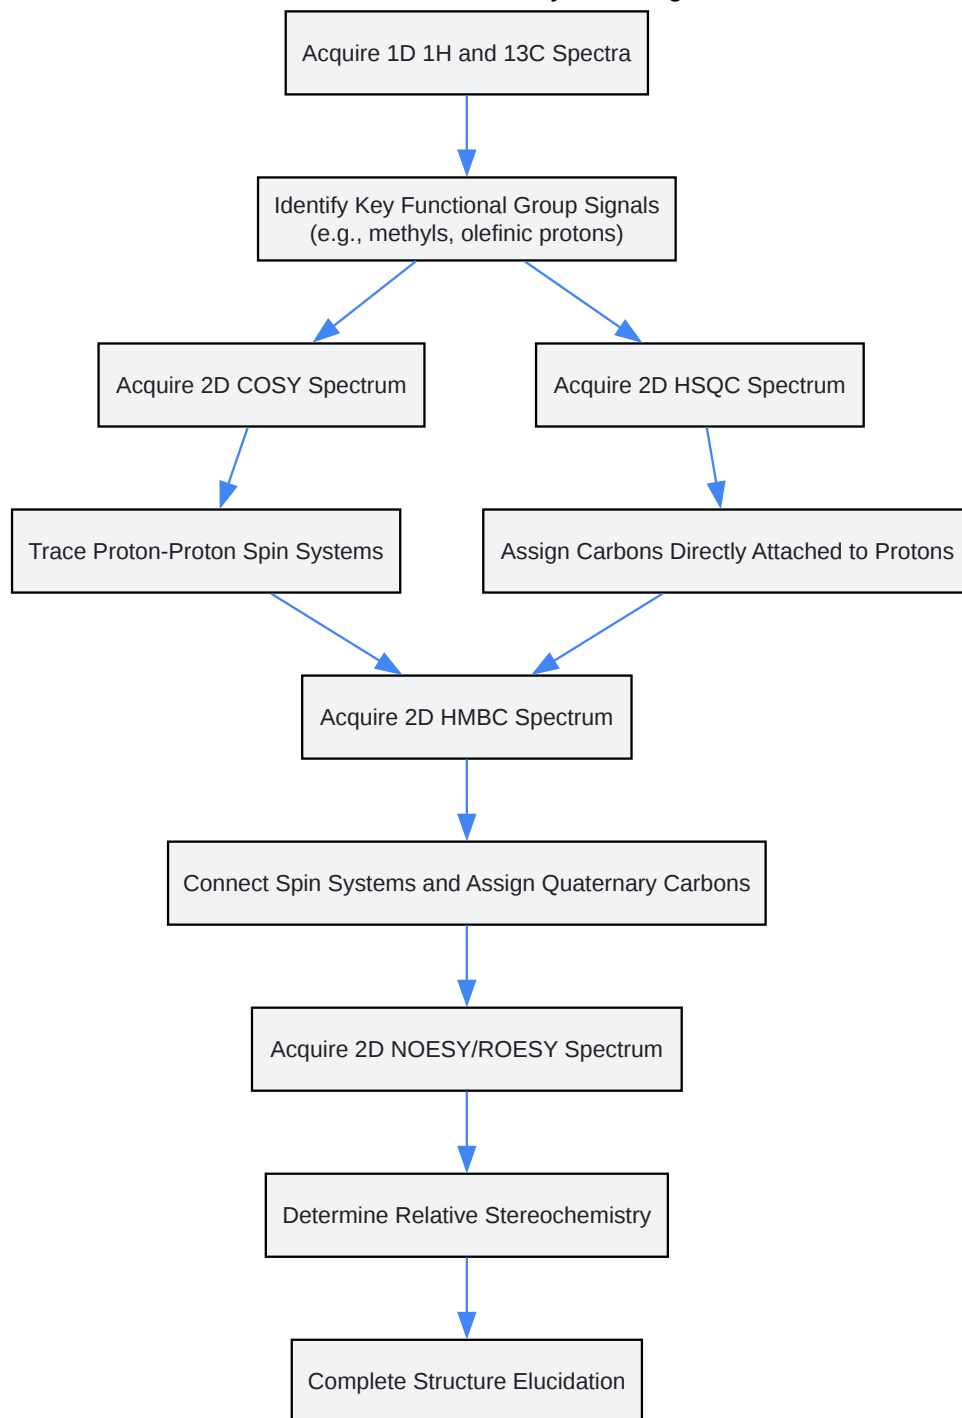 Acquire 1D 1H and 13C Spectra
Identify Key Functional Group Signals
(e.g., methyls, olefinic protons)
Acquire 2D COSY Spectrum
Acquire 2D HSQC Spectrum
Trace Proton-Proton Spin Systems
Assign Carbons Directly Attached to Protons
Acquire 2D HMBC Spectrum
Connect Spin Systems and Assign Quaternary Carbons
Acquire 2D NOESY/ROESY Spectrum
Determine Relative Stereochemistry
Complete Structure Elucidation